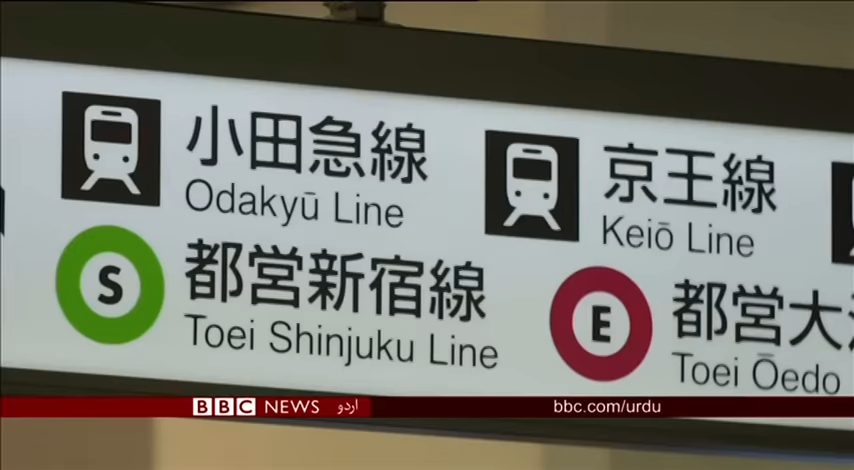 小田急線
Odakyū Line
京王線
Keiō Line
S
都営新宿線
Toei Shinjuku Line
E
都営大
Toei Ōedo
BBC NEWS اردو
bbc.com/urdu